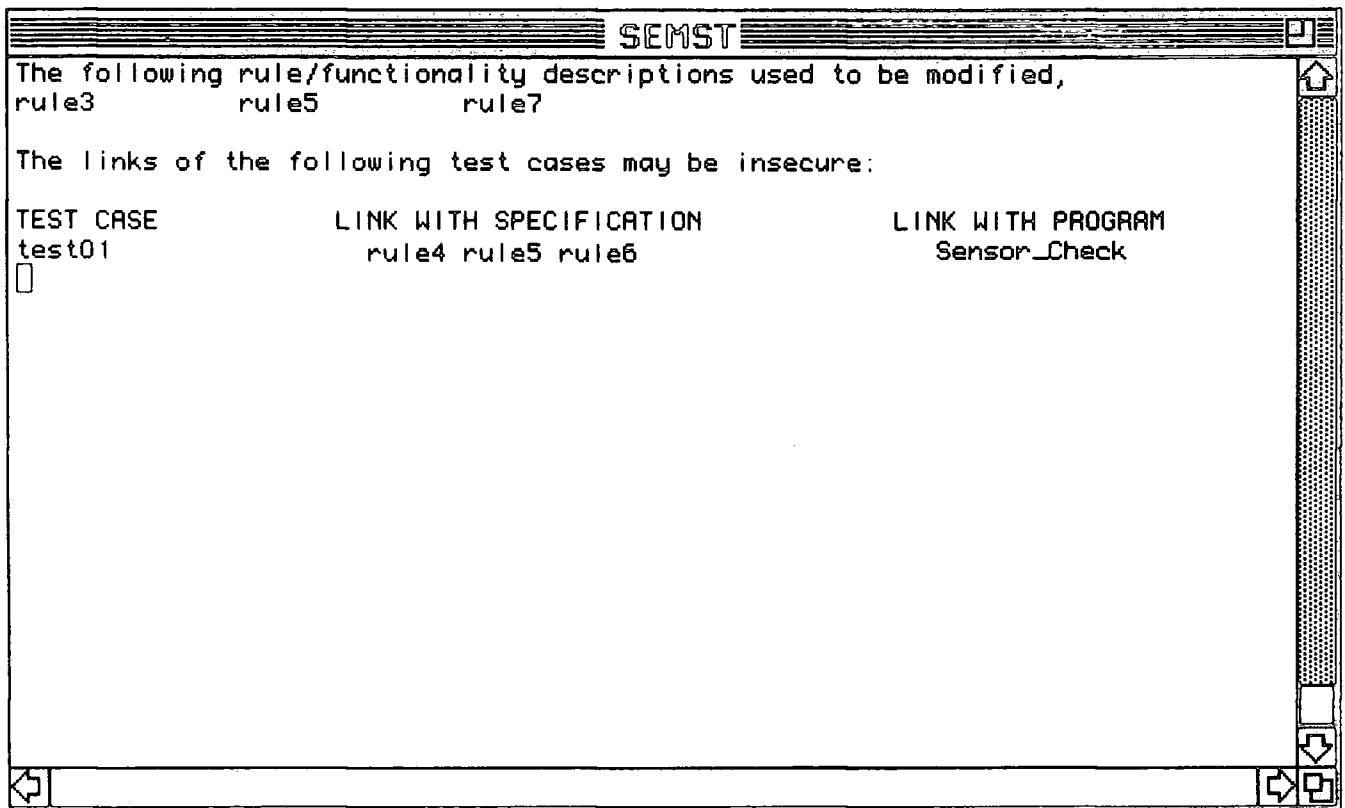 SEMST
The following rule/functionality descriptions used to be modified,
rule3 rule5 rule7
The links of the following test cases may be insecure:
TEST CASE LINK WITH SPECIFICATION LINK WITH PROGRAM
test01 rule4 rule5 rule6 Sensor_Check